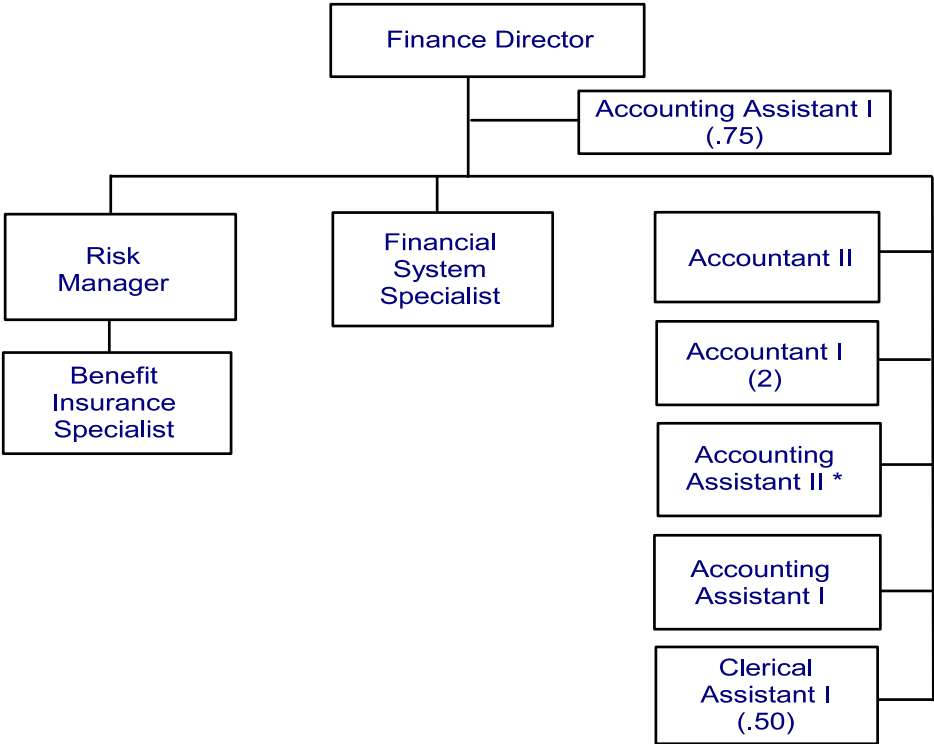 Finance Director
Accounting Assistant I
(.75)
Risk
Manager
Financial
System
Specialist
Accountant II
Benefit
Insurance
Specialist
Accountant I
(2)
Accounting
Assistant II *
Accounting
Assistant I
Clerical
Assistant I
(.50)